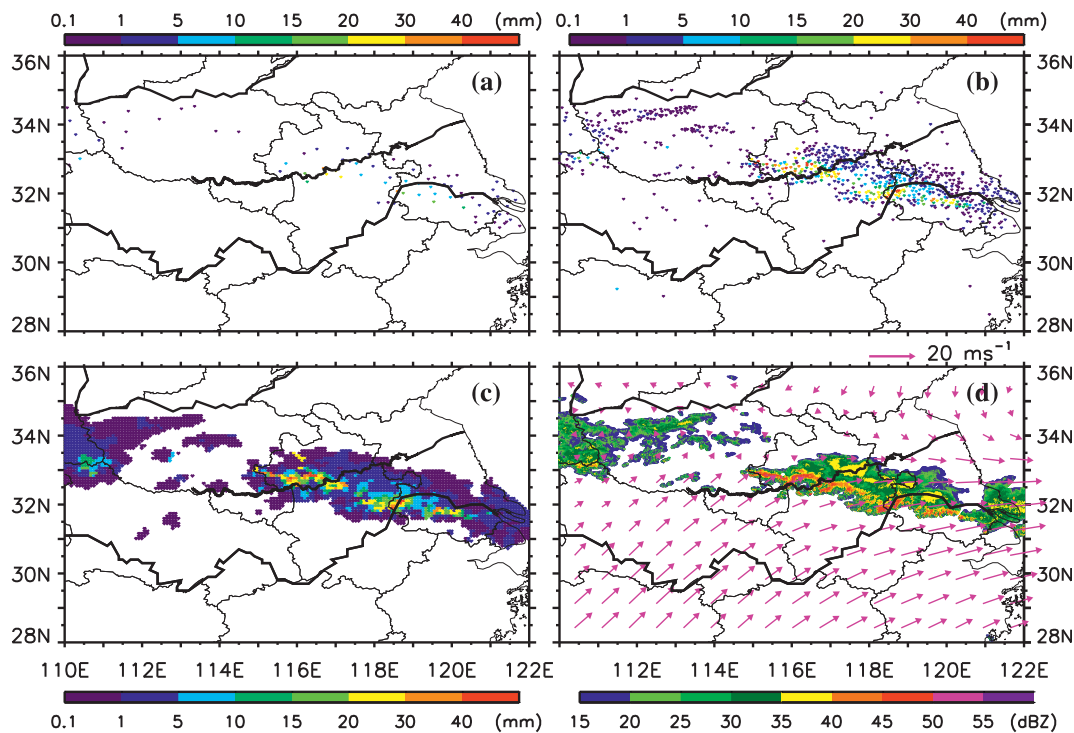 0.1 1 5 10 15 20 30 40 (mm)
0.1 1 5 10 15 20 30 40 (mm)
36N
34N
32N
30N
28N
(a)
(b)
36N
34N
32N
30N
28N
20 ms⁻¹
36N
34N
32N
30N
28N
(c)
(d)
36N
34N
32N
30N
28N
110E 112E 114E 116E 118E 120E 122E
112E 114E 116E 118E 120E 122E
0.1 1 5 10 15 20 30 40 (mm)
15 20 25 30 35 40 45 50 55 (dBZ)